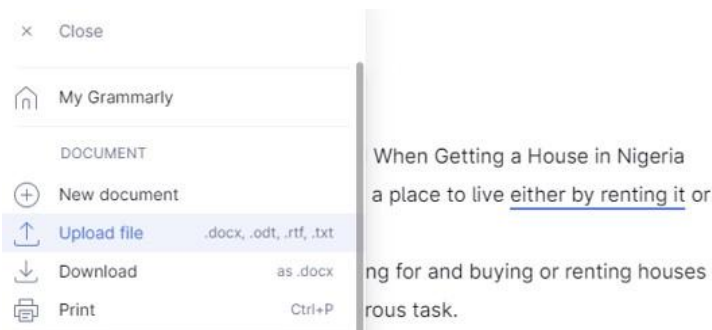 × Close
My Grammarly
DOCUMENT
New document
Upload file .docx, .odt, .rtf, .txt
Download as .docx
Print Ctrl+P
When Getting a House in Nigeria
a place to live either by renting it or
ng for and buying or renting houses
rous task.